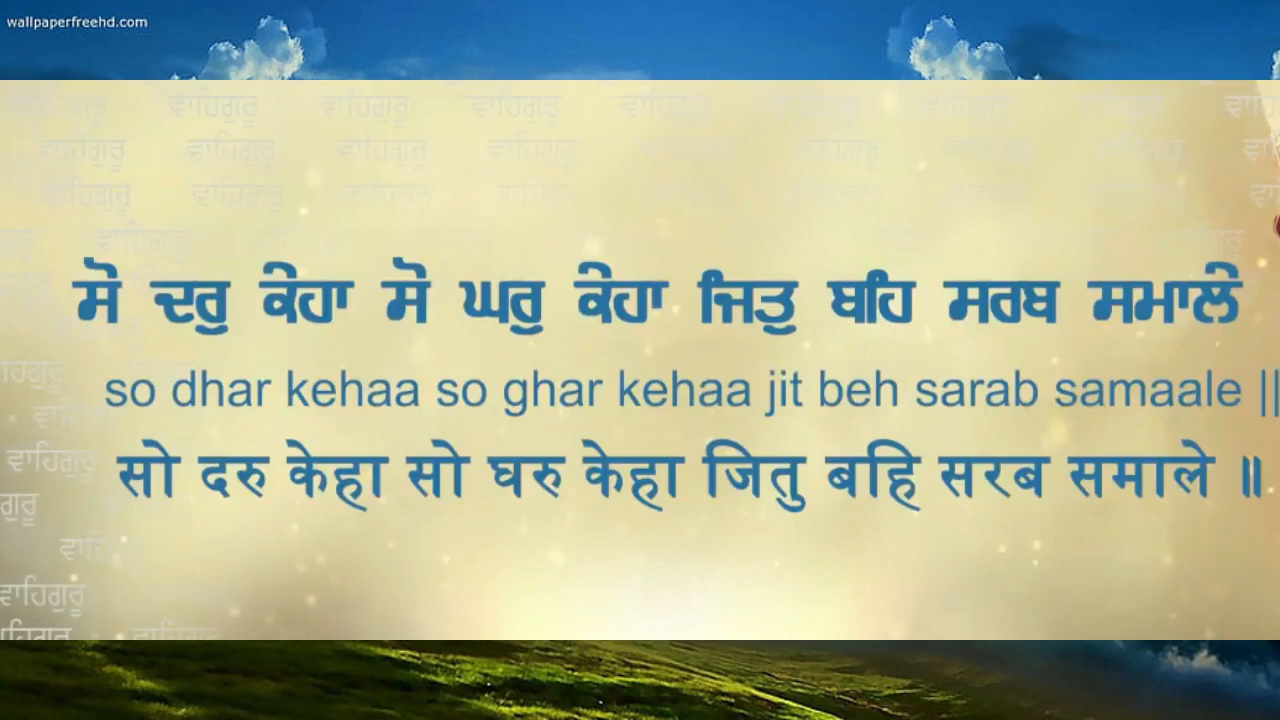 wallpaperfreehd.com
ਵਾਹਿਗੁਰੂ ਵਾਹਿਗੁਰੂ ਵਾਹਿਗੁਰੂ ਵਾਹਿਗੁਰੂ
ਵਾਹਿਗੁਰੂ ਵਾਹਿਗੁਰੂ ਵਾਹਿਗੁਰੂ ਵਾਹਿਗੁਰੂ
ਵਾਹਿਗੁਰੂ ਵਾਹਿਗੁਰੂ
ਸੋ ਦਰੁ ਕੇਹਾ ਸੋ ਘਰੁ ਕੇਹਾ ਜਿਤੁ ਬਹਿ ਸਰਬ ਸਮਾਲੇ
so dhar kehaa so ghar kehaa jit beh sarab samaale ||
सो दरु केहा सो घरु केहा जितु बहि सरब समाले ॥
ਵਾਹਿਗੁਰੂ
ਵਾਹਿਗੁਰੂ